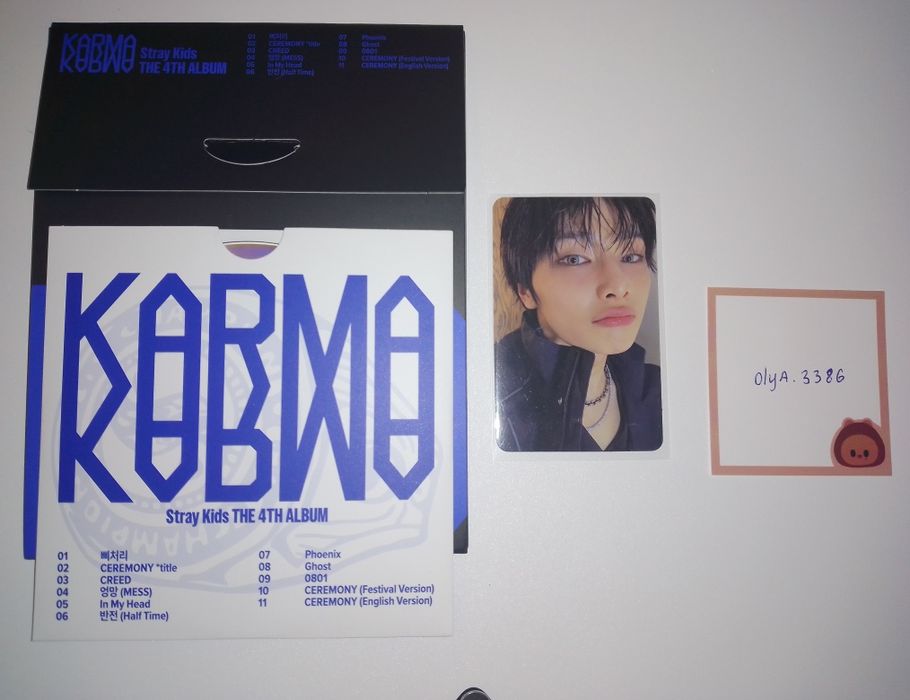 KARMA
Stray Kids
THE 4TH ALBUM
01 삐처리
02 CEREMONY *title
03 CREED
04 엉망 (MESS)
05 In My Head
06 반전 (Half Time)
07 Phoenix
08 Ghost
09 0801
10 CEREMONY (Festival Version)
11 CEREMONY (English Version)
KARMA
Stray Kids THE 4TH ALBUM
01 삐처리
02 CEREMONY *title
03 CREED
04 엉망 (MESS)
05 In My Head
06 반전 (Half Time)
07 Phoenix
08 Ghost
09 0801
10 CEREMONY (Festival Version)
11 CEREMONY (English Version)
CHAMPIO
OlyA.3386